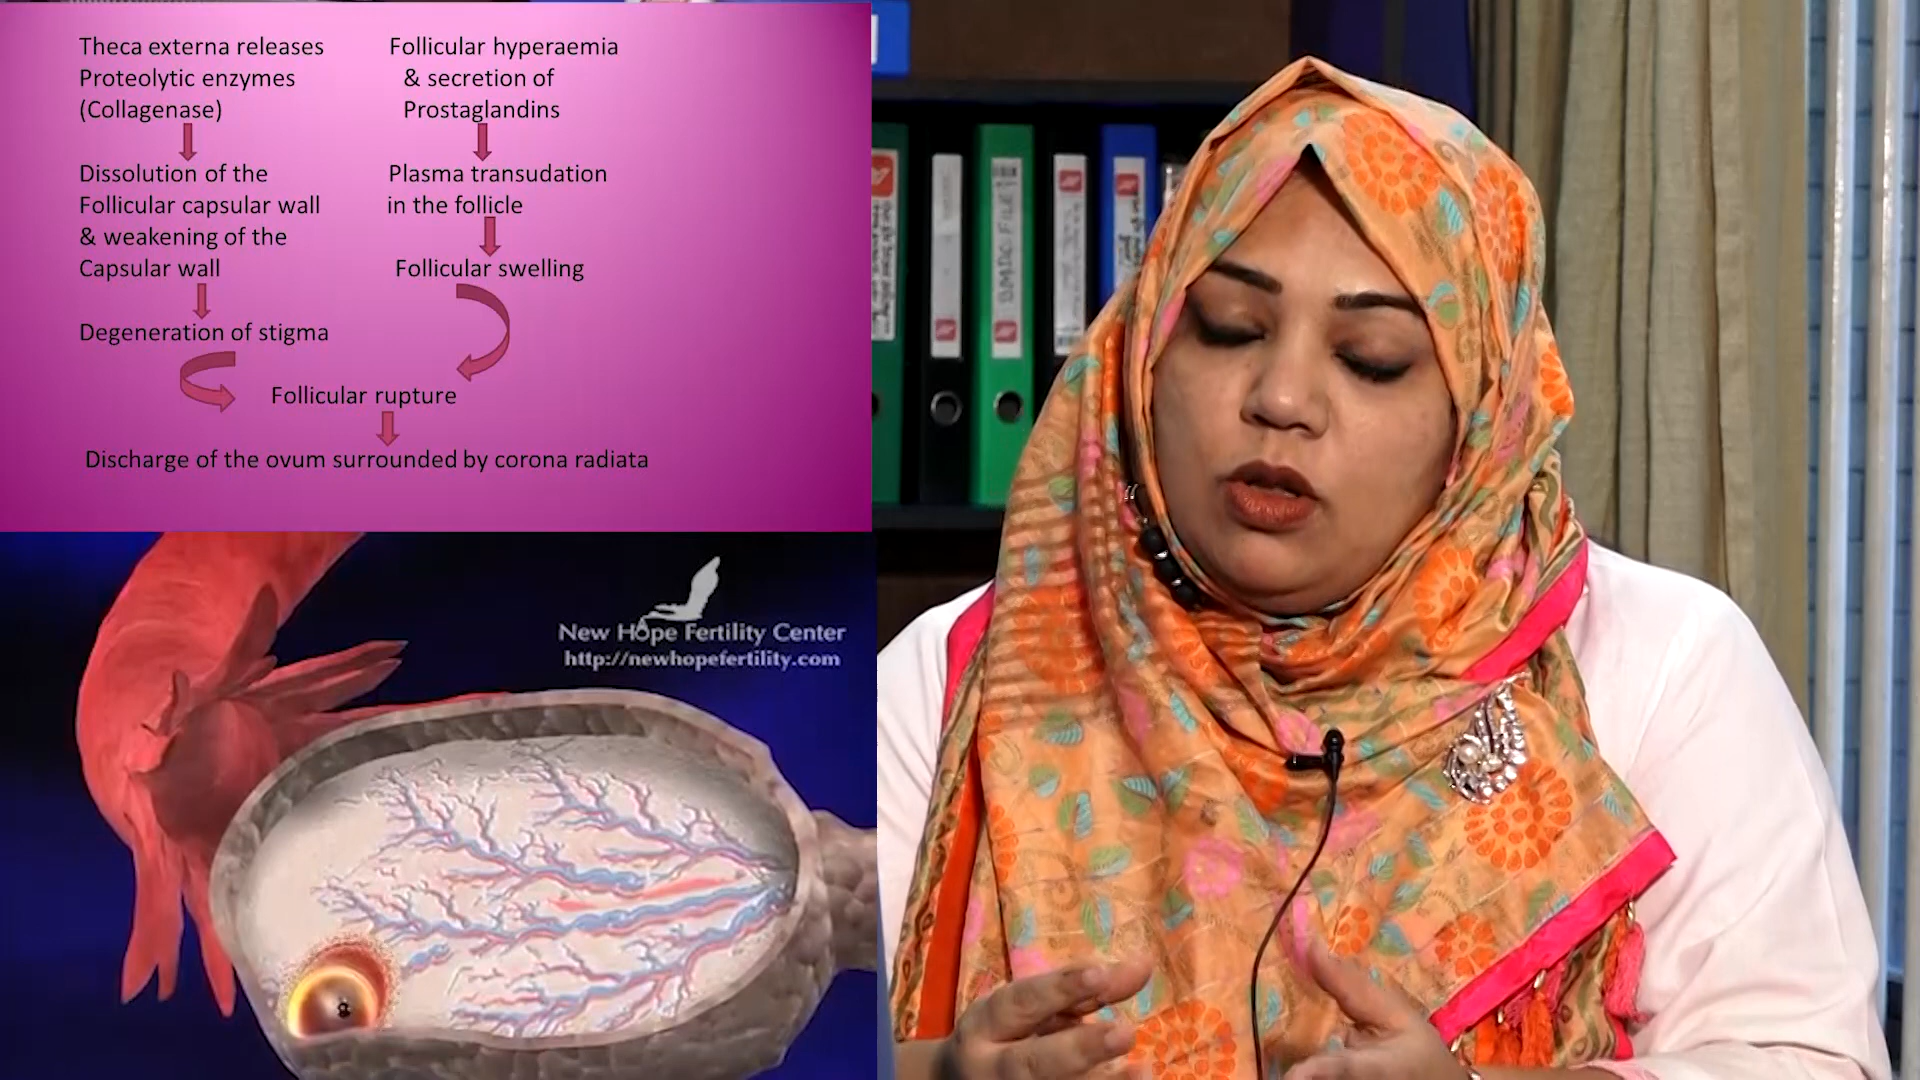 Theca externa releases
Proteolytic enzymes
(Collagenase)
Dissolution of the
Follicular capsular wall
& weakening of the
Capsular wall
Degeneration of stigma
Follicular hyperaemia
& secretion of
Prostaglandins
Plasma transudation
in the follicle
Follicular swelling
Follicular rupture
Discharge of the ovum surrounded by corona radiata
New Hope Fertility Center
http://newhopefertility.com
B.M.DC. FILE